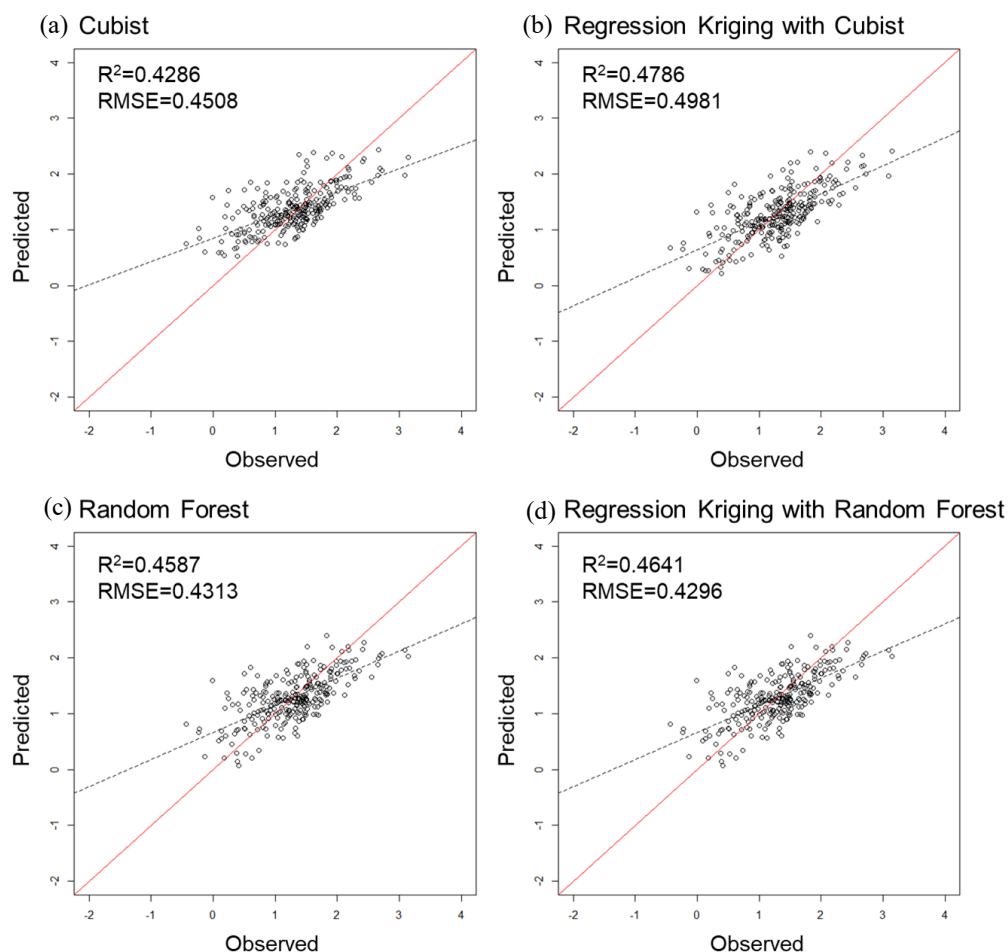 (a) Cubist
R²=0.4286
RMSE=0.4508
4
3
2
1
0
-1
-2
Predicted
-2 -1 0 1 2 3 4
Observed
(b) Regression Kriging with Cubist
R²=0.4786
RMSE=0.4981
4
3
2
1
0
-1
-2
Predicted
-2 -1 0 1 2 3 4
Observed
(c) Random Forest
R²=0.4587
RMSE=0.4313
4
3
2
1
0
-1
-2
Predicted
-2 -1 0 1 2 3 4
Observed
(d) Regression Kriging with Random Forest
R²=0.4641
RMSE=0.4296
4
3
2
1
0
-1
-2
Predicted
-2 -1 0 1 2 3 4
Observed